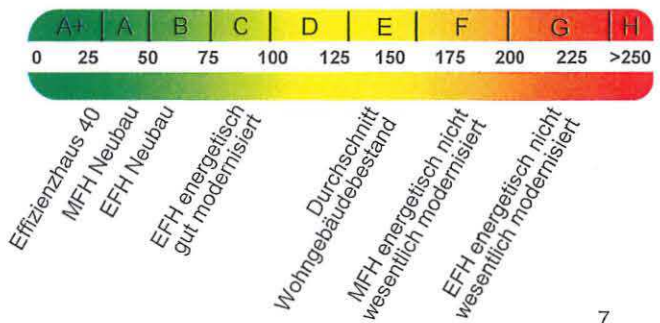 A+ A B C D E F G H
0 25 50 75 100 125 150 175 200 225 >250
Effizienzhaus 40
MFH Neubau
EFH Neubau
EFH energetisch
gut modernisiert
Durchschnitt
Wohngebäudebestand
MFH energetisch nicht
wesentlich modernisiert
EFH energetisch nicht
wesentlich modernisiert
7